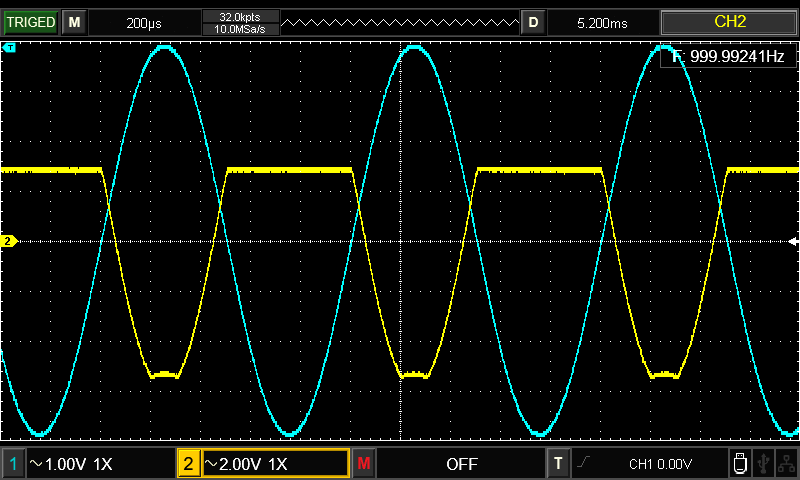 TRIGED M 200µs 32.0kpts D 5.200ms CH2
10.0MSa/s
T
F: 999.99241Hz
2
1 ~1.00V 1X 2 ~2.00V 1X M OFF T CH1 0.00V